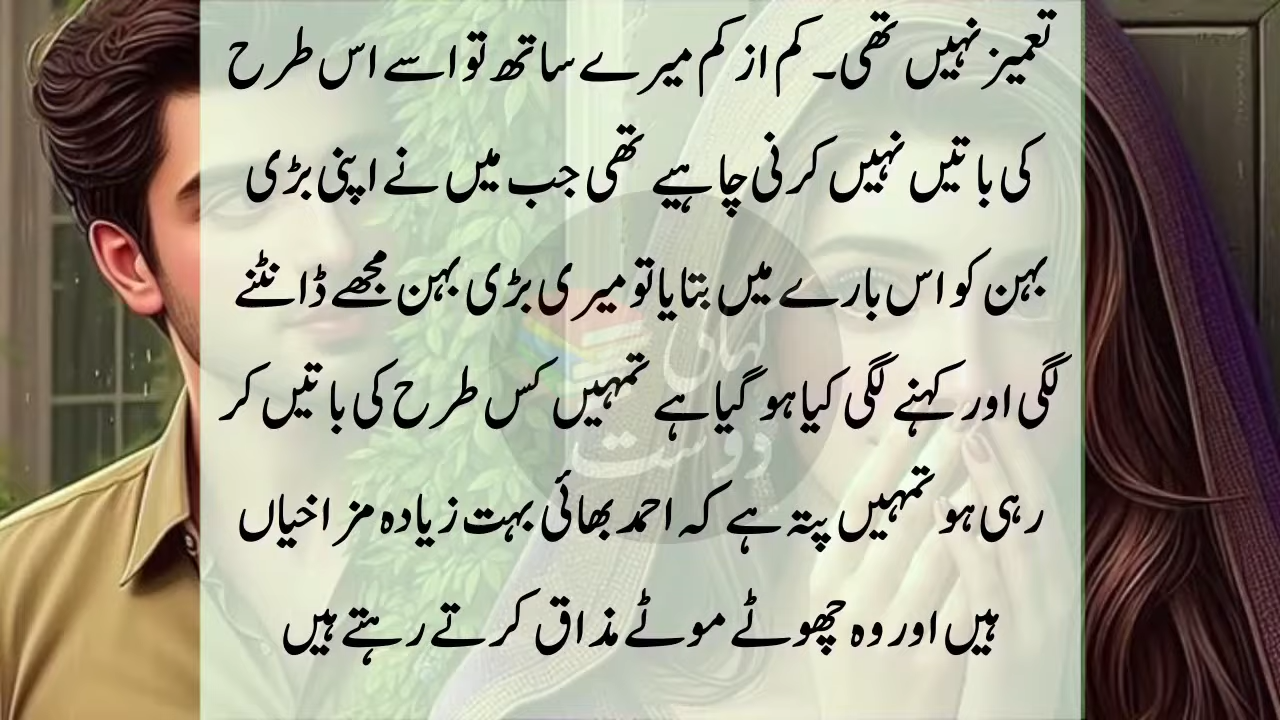 تعمیز نہیں تھی۔ کم از کم میرے ساتھ تو اسے اس طرح
کی باتیں نہیں کرنی چاہیے تھی جب میں نے اپنی بڑی
بہن کو اس بارے میں بتایا تو میری بڑی بہن مجھے ڈانٹنے
لگی اور کہنے لگی کیا ہو گیا ہے تمہیں کس طرح کی باتیں کر
رہی ہو تمہیں پتہ ہے کہ احمد بھائی بہت زیادہ مزاخیاں
ہیں اور وہ چھوٹے موٹے مذاق کرتے رہتے ہیں
کہانی
دوست